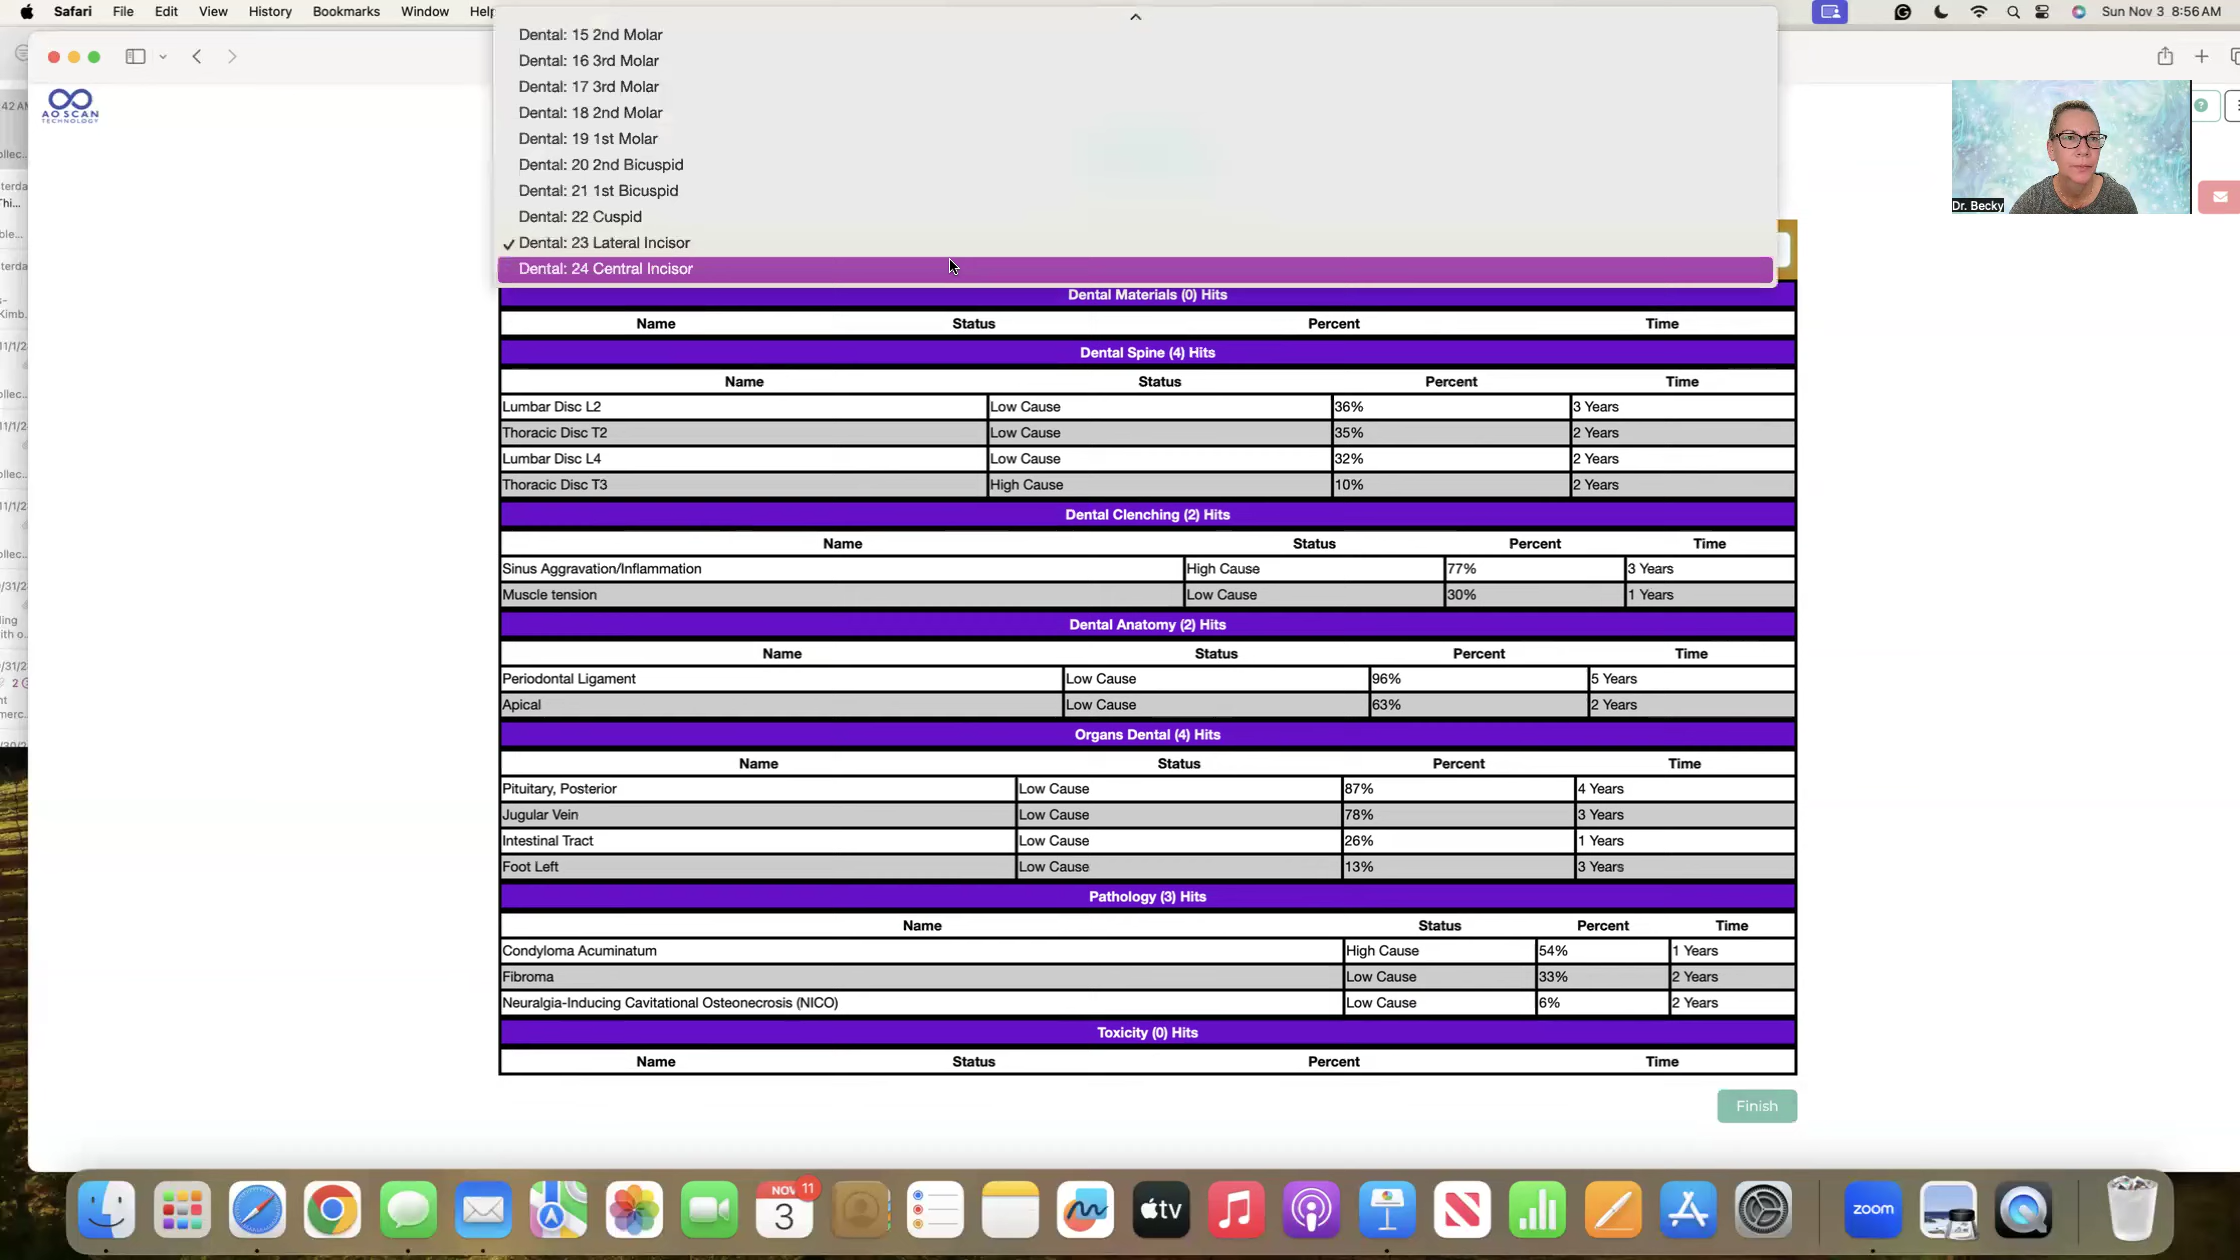 Safari File Edit View History Bookmarks Window Help
Sun Nov 3 8:56 AM
AO SCAN
TECHNOLOGY
Dr. Becky
Dental: 15 2nd Molar
Dental: 16 3rd Molar
Dental: 17 3rd Molar
Dental: 18 2nd Molar
Dental: 19 1st Molar
Dental: 20 2nd Bicuspid
Dental: 21 1st Bicuspid
Dental: 22 Cuspid
✓ Dental: 23 Lateral Incisor
Dental: 24 Central Incisor
Dental Materials (0) Hits
Name Status Percent Time
Dental Spine (4) Hits
Name Status Percent Time
Lumbar Disc L2 Low Cause 36% 3 Years
Thoracic Disc T2 Low Cause 35% 2 Years
Lumbar Disc L4 Low Cause 32% 2 Years
Thoracic Disc T3 High Cause 10% 2 Years
Dental Clenching (2) Hits
Name Status Percent Time
Sinus Aggravation/Inflammation High Cause 77% 3 Years
Muscle tension Low Cause 30% 1 Years
Dental Anatomy (2) Hits
Name Status Percent Time
Periodontal Ligament Low Cause 96% 5 Years
Apical Low Cause 63% 2 Years
Organs Dental (4) Hits
Name Status Percent Time
Pituitary, Posterior Low Cause 87% 4 Years
Jugular Vein Low Cause 78% 3 Years
Intestinal Tract Low Cause 26% 1 Years
Foot Left Low Cause 13% 3 Years
Pathology (3) Hits
Name Status Percent Time
Condyloma Acuminatum High Cause 54% 1 Years
Fibroma Low Cause 33% 2 Years
Neuralgia-Inducing Cavitational Osteonecrosis (NICO) Low Cause 6% 2 Years
Toxicity (0) Hits
Name Status Percent Time
Finish
NOV 11
3
tv
zoom